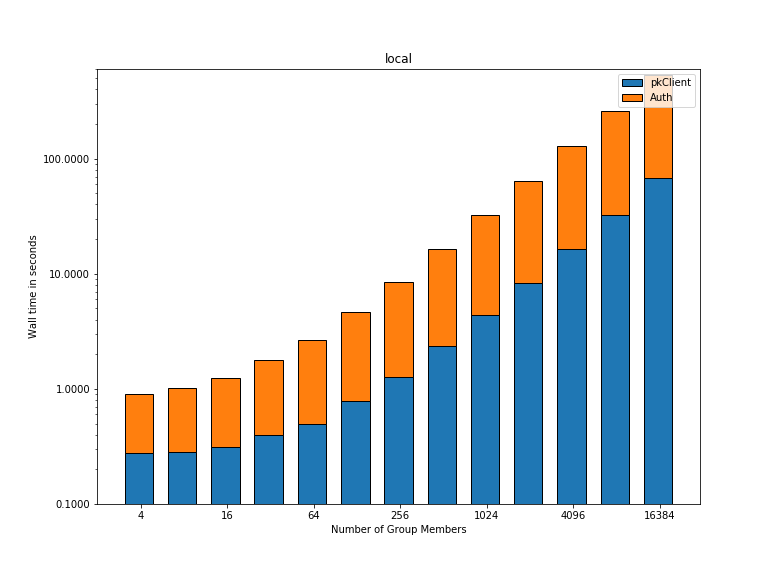 local
pkClient
Auth
Wall time in seconds
100.0000
10.0000
1.0000
0.1000
4 16 64 256 1024 4096 16384
Number of Group Members